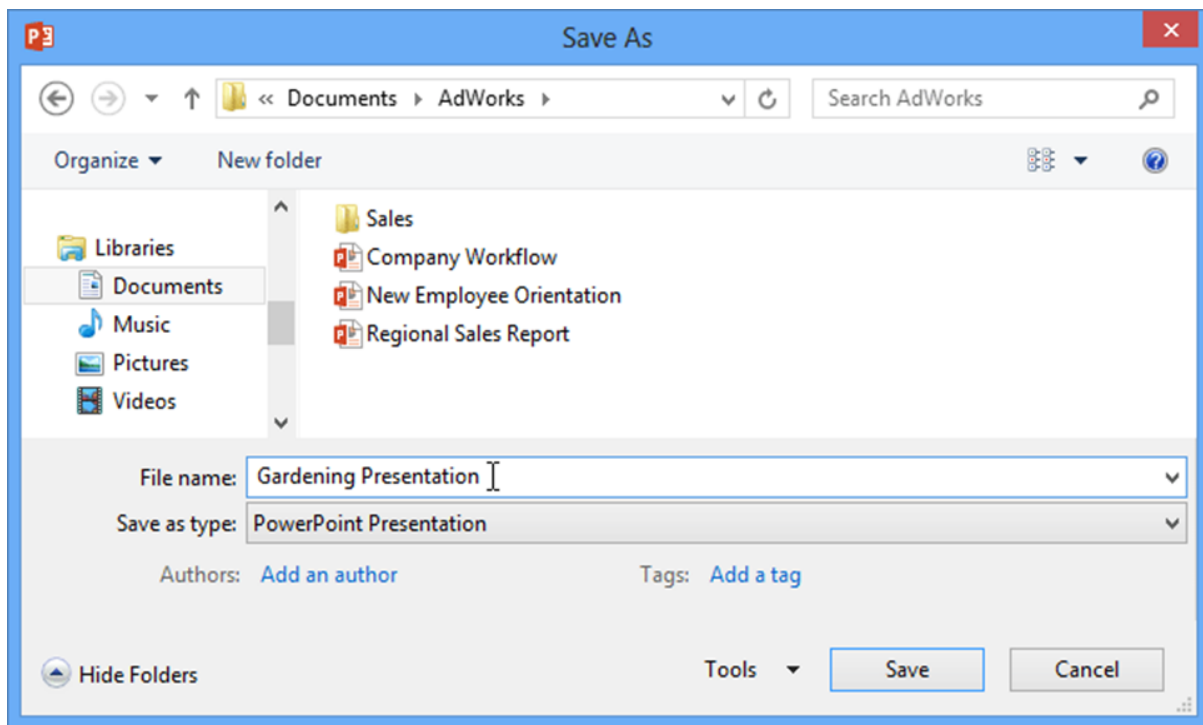 Save As
« Documents AdWorks
Search AdWorks
Organize New folder
Libraries
Documents
Music
Pictures
Videos
Sales
Company Workflow
New Employee Orientation
Regional Sales Report
File name: Gardening Presentation
Save as type: PowerPoint Presentation
Authors: Add an author Tags: Add a tag
Hide Folders Tools Save Cancel